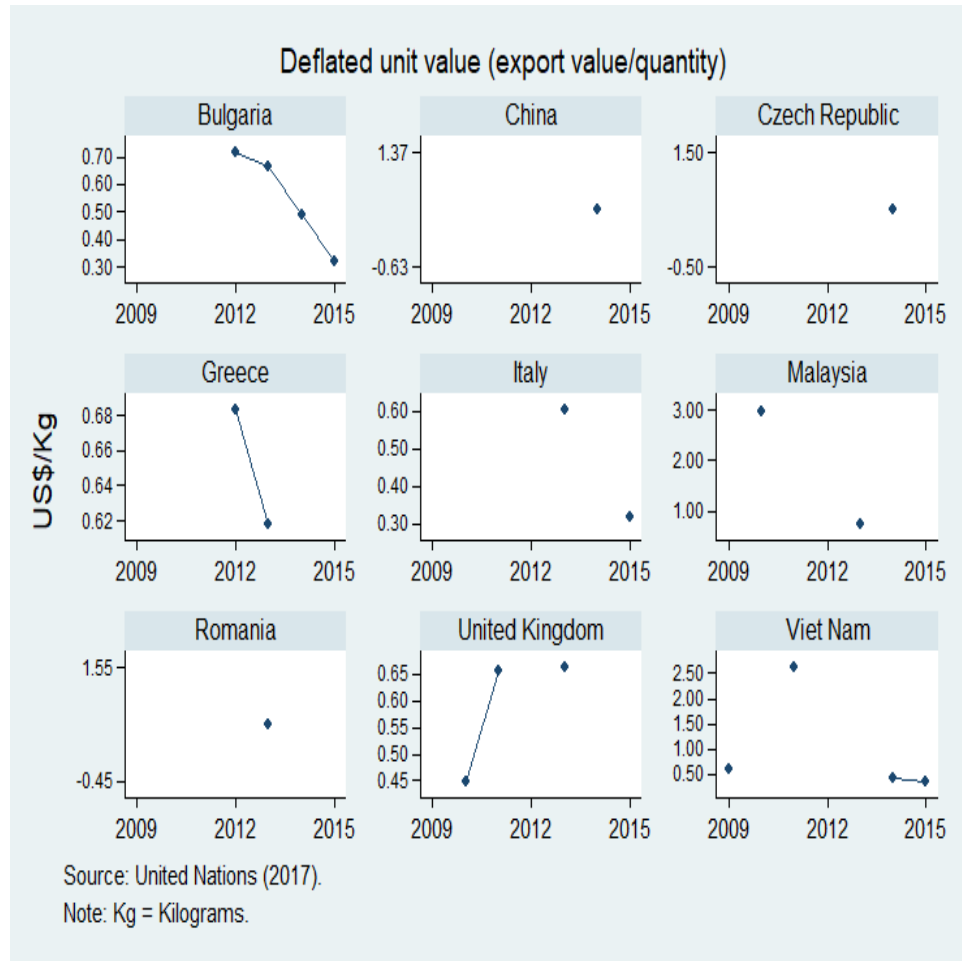 Deflated unit value (export value/quantity)
Bulgaria
China
Czech Republic
0.70
0.60
0.50
0.40
0.30
1.37
-0.63
1.50
-0.50
2009 2012 2015
2009 2012 2015
2009 2012 2015
Greece
Italy
Malaysia
US$/Kg
0.68
0.66
0.64
0.62
0.60
0.50
0.40
0.30
3.00
2.00
1.00
2009 2012 2015
2009 2012 2015
2009 2012 2015
Romania
United Kingdom
Viet Nam
1.55
-0.45
0.65
0.60
0.55
0.50
0.45
2.50
2.00
1.50
1.00
0.50
2009 2012 2015
2009 2012 2015
2009 2012 2015
Source: United Nations (2017).
Note: Kg = Kilograms.